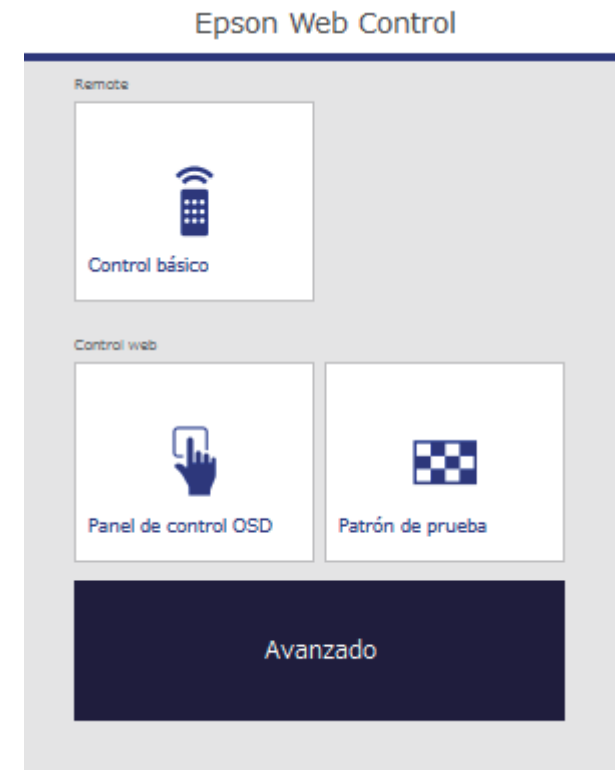 Epson Web Control
Remote
Control básico
Control web
Panel de control OSD
Patrón de prueba
Avanzado